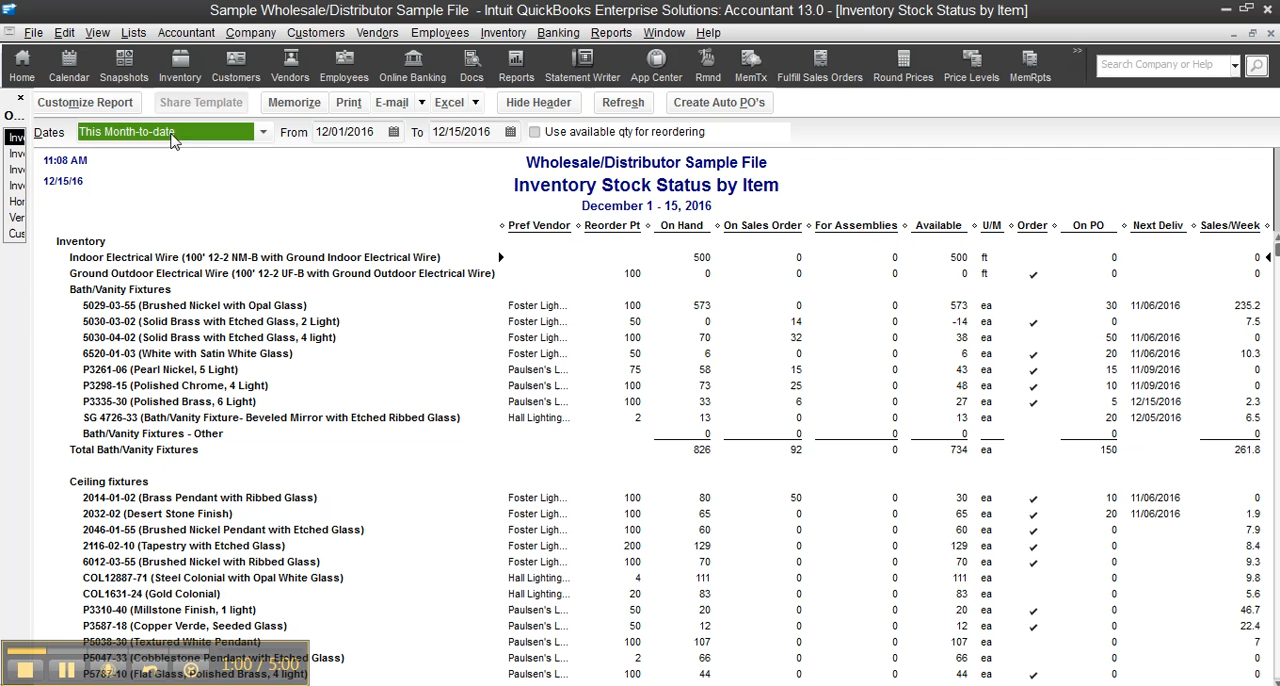 Sample Wholesale/Distributor Sample File - Intuit QuickBooks Enterprise Solutions: Accountant 13.0 - [Inventory Stock Status by Item]
File Edit View Lists Accountant Company Customers Vendors Employees Inventory Banking Reports Window Help
Home Calendar Snapshots Inventory Customers Vendors Employees Online Banking Docs Reports Statement Writer App Center Rmnd MemTx Fulfill Sales Orders Round Prices Price Levels MemRpts » Search Company or Help
Customize Report Share Template Memorize Print E-mail Excel Hide Header Refresh Create Auto PO's
O...
Dates This Month-to-date From 12/01/2016 To 12/15/2016 Use available qty for reordering
Inv
Inv
Inv
Inv
Hor
Ver
Cus
11:08 AM
12/15/16
Wholesale/Distributor Sample File
Inventory Stock Status by Item
December 1 - 15, 2016
Pref Vendor Reorder Pt On Hand On Sales Order For Assemblies Available U/M Order On PO Next Deliv Sales/Week
Inventory
Indoor Electrical Wire (100' 12-2 NM-B with Ground Indoor Electrical Wire) 500 0 0 500 ft 0 0
Ground Outdoor Electrical Wire (100' 12-2 UF-B with Ground Outdoor Electrical Wire) 100 0 0 0 0 ft ✓ 0 0
Bath/Vanity Fixtures
5029-03-55 (Brushed Nickel with Opal Glass) Foster Ligh... 100 573 0 0 573 ea 30 11/06/2016 235.2
5030-03-02 (Solid Brass with Etched Glass, 2 Light) Foster Ligh... 50 0 14 0 -14 ea ✓ 0 7.5
5030-04-02 (Solid Brass with Etched Glass, 4 light) Foster Ligh... 100 70 32 0 38 ea 50 11/06/2016 0
6520-01-03 (White with Satin White Glass) Foster Ligh... 50 6 0 0 6 ea ✓ 20 11/06/2016 10.3
P3261-06 (Pearl Nickel, 5 Light) Paulsen's L... 75 58 15 0 43 ea ✓ 15 11/09/2016 0
P3298-15 (Polished Chrome, 4 Light) Paulsen's L... 100 73 25 0 48 ea ✓ 10 11/09/2016 0
P3335-30 (Polished Brass, 6 Light) Paulsen's L... 100 33 6 0 27 ea ✓ 5 12/15/2016 2.3
SG 4726-33 (Bath/Vanity Fixture- Beveled Mirror with Etched Ribbed Glass) Hall Lighting... 2 13 0 0 13 ea 20 12/05/2016 6.5
Bath/Vanity Fixtures - Other 0 0 0 0 0 0
Total Bath/Vanity Fixtures 826 92 0 734 ea 150 261.8
Ceiling fixtures
2014-01-02 (Brass Pendant with Ribbed Glass) Foster Ligh... 100 80 50 0 30 ea ✓ 10 11/06/2016 0
2032-02 (Desert Stone Finish) Foster Ligh... 100 65 0 0 65 ea ✓ 20 11/06/2016 1.9
2046-01-55 (Brushed Nickel Pendant with Etched Glass) Foster Ligh... 100 60 0 0 60 ea ✓ 0 7.9
2116-02-10 (Tapestry with Etched Glass) Foster Ligh... 200 129 0 0 129 ea ✓ 0 8.4
6012-03-55 (Brushed Nickel with Ribbed Glass) Foster Ligh... 100 70 0 0 70 ea ✓ 0 9.3
COL12887-71 (Steel Colonial with Opal White Glass) Hall Lighting... 4 111 0 0 111 ea 0 9.8
COL1631-24 (Gold Colonial) Hall Lighting... 20 83 0 0 83 ea 0 5.6
P3310-40 (Millstone Finish, 1 light) Paulsen's L... 50 20 0 0 20 ea ✓ 0 46.7
P3587-18 (Copper Verde, Seeded Glass) Paulsen's L... 50 12 0 0 12 ea ✓ 0 22.4
P5038-30 (Textured White Pendant) Paulsen's L... 100 107 0 0 107 ea 0 7
P5047-33 (Cobblestone Pendant with Etched Glass) Paulsen's L... 2 66 0 0 66 ea 0 0
P5787-10 (Flat Glass, Polished Brass, 4 light) Paulsen's L... 100 44 0 0 44 ea ✓ 0 0
1:00 / 5:00